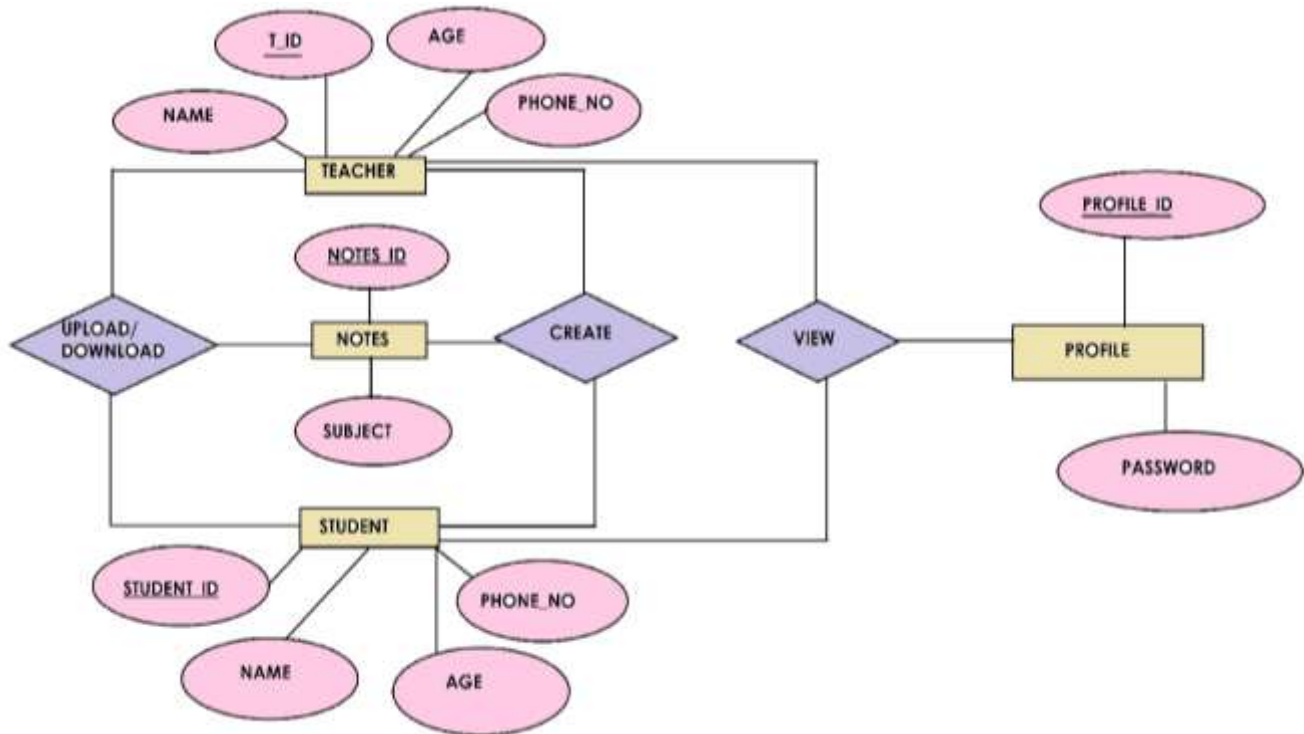 T_ID
AGE
NAME
PHONE_NO
TEACHER
PROFILE_ID
NOTES_ID
UPLOAD/
DOWNLOAD
NOTES
CREATE
VIEW
PROFILE
SUBJECT
PASSWORD
STUDENT
STUDENT_ID
PHONE_NO
NAME
AGE